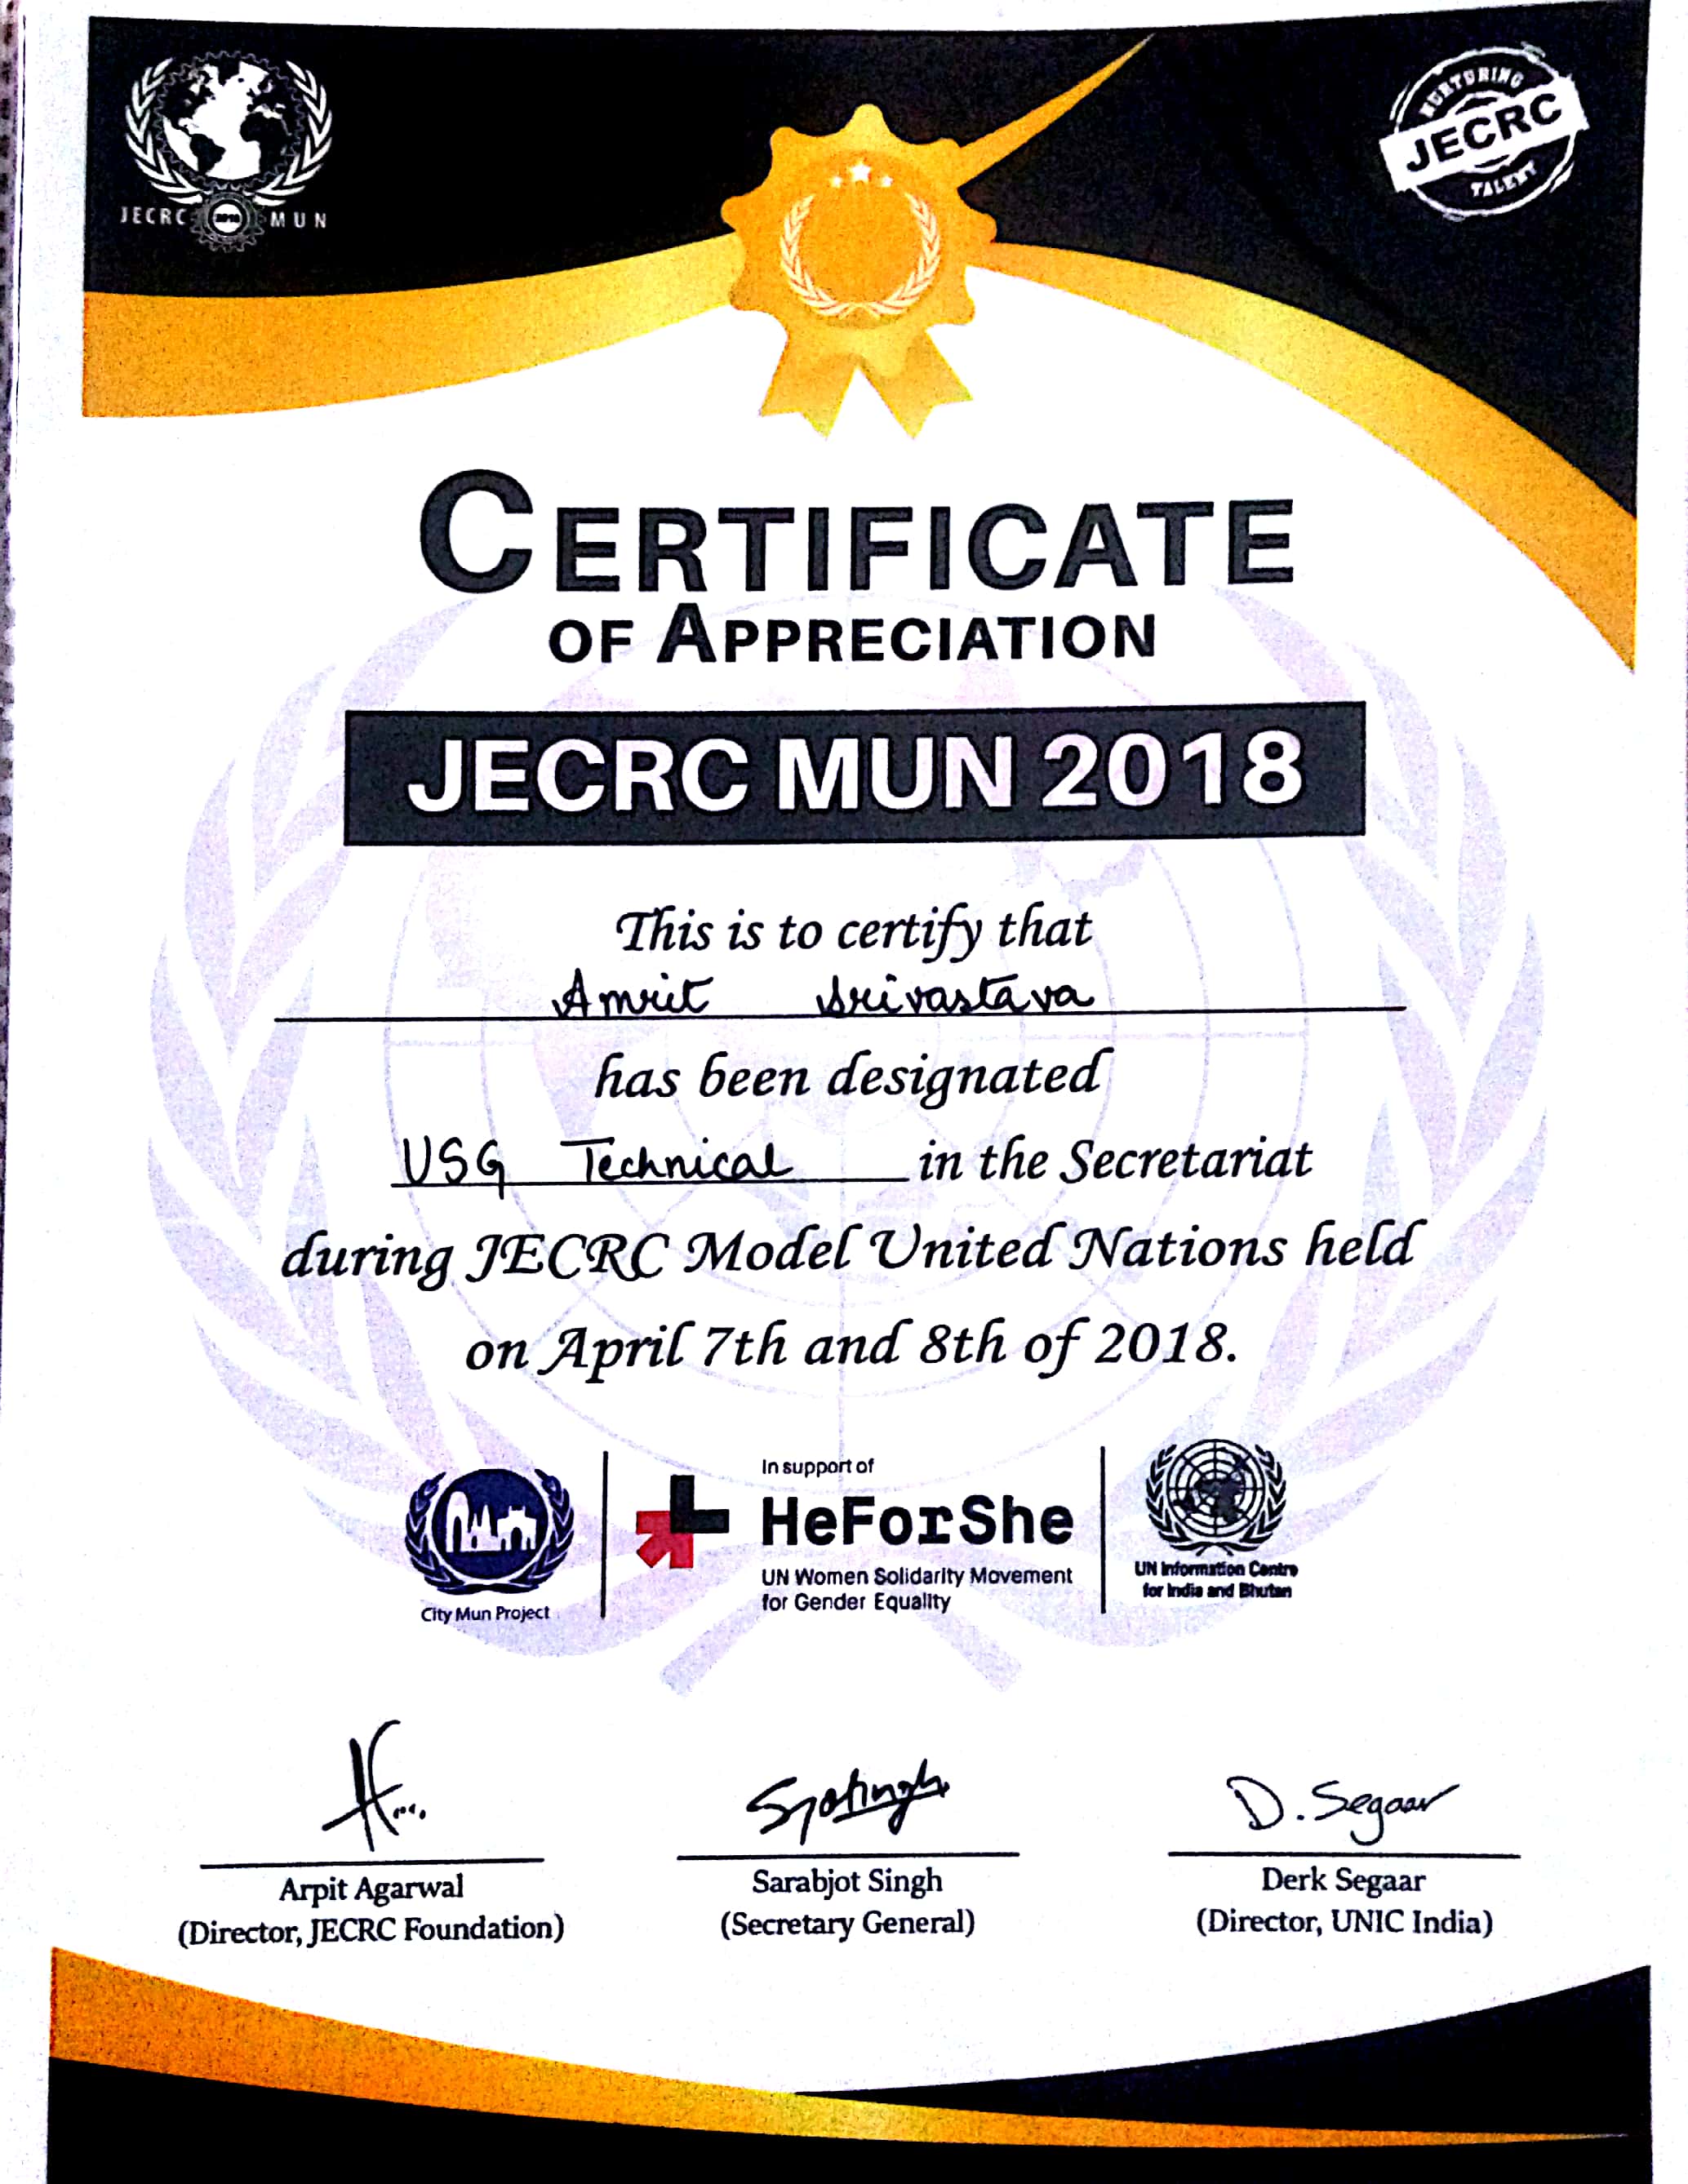 JECRC 2018 MUN
NURTURING
JECRC
TALENT
CERTIFICATE
OF APPRECIATION
JECRC MUN 2018
This is to certify that
Amrit Srivastava
has been designated
USG Technical in the Secretariat
during JECRC Model United Nations held
on April 7th and 8th of 2018.
City Mun Project
In support of
HeForShe
UN Women Solidarity Movement
for Gender Equality
UN Information Centre
for India and Bhutan
D. Segaar
Arpit Agarwal
(Director, JECRC Foundation)
Sarabjot Singh
(Secretary General)
Derk Segaar
(Director, UNIC India)